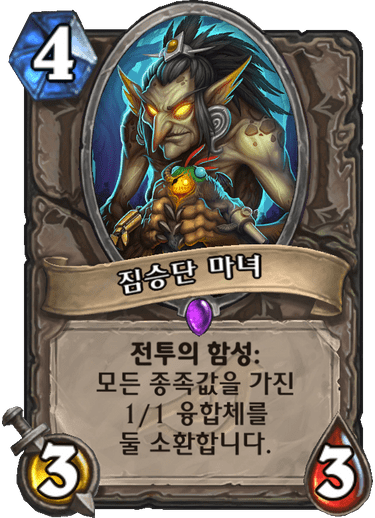 4
짐승단 마녀
전투의 함성:
모든 종족값을 가진
1/1 융합체를
둘 소환합니다.
3
3